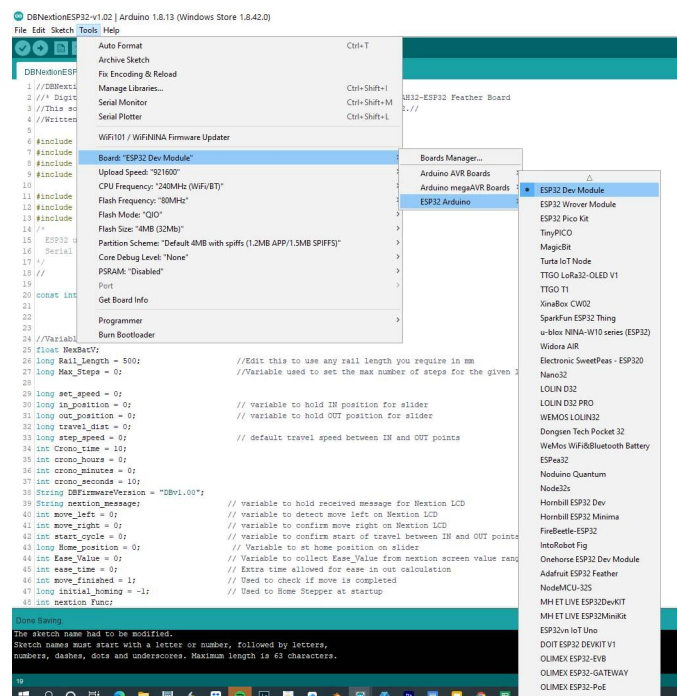 DBNextionESP32-v1.02 | Arduino 1.8.13 (Windows Store 1.8.42.0)
File Edit Sketch Tools Help
DBNextionESP
Auto Format Ctrl+T
Archive Sketch
Fix Encoding & Reload
Manage Libraries... Ctrl+Shift+I
Serial Monitor Ctrl+Shift+M
Serial Plotter Ctrl+Shift+L
WiFi101 / WiFiNINA Firmware Updater
Board: "ESP32 Dev Module"
Upload Speed: "921600"
CPU Frequency: "240MHz (WiFi/BT)"
Flash Frequency: "80MHz"
Flash Mode: "QIO"
Flash Size: "4MB (32Mb)"
Partition Scheme: "Default 4MB with spiffs (1.2MB APP/1.5MB SPIFFS)"
Core Debug Level: "None"
PSRAM: "Disabled"
Port
Get Board Info
Programmer
Burn Bootloader
Boards Manager...
Arduino AVR Boards
Arduino megaAVR Boards
ESP32 Arduino
ESP32 Dev Module
ESP32 Wrover Module
ESP32 Pico Kit
TinyPICO
MagicBit
Turta IoT Node
TTGO LoRa32-OLED V1
TTGO T1
XinaBox CW02
SparkFun ESP32 Thing
u-blox NINA-W10 series (ESP32)
Widora AIR
Electronic SweetPeas - ESP320
Nano32
LOLIN D32
LOLIN D32 PRO
WEMOS LOLIN32
Dongsen Tech Pocket 32
WeMos WiFi&Bluetooth Battery
ESPea32
Noduino Quantum
Node32s
Hornbill ESP32 Dev
Hornbill ESP32 Minima
FireBeetle-ESP32
IntoRobot Fig
Onehorse ESP32 Dev Module
Adafruit ESP32 Feather
NodeMCU-32S
MH ET LIVE ESP32DevKIT
MH ET LIVE ESP32MiniKit
ESP32vn IoT Uno
DOIT ESP32 DEVKIT V1
OLIMEX ESP32-EVB
OLIMEX ESP32-GATEWAY
OLIMEX ESP32-PoE
1 //DBNexti
2 //* Digit AH32-ESP32 Feather Board
3 //This so 2.//
4 //Written
5
6 #include
7 #include
8 #include
9 #include
10
11 #include
12 #include
13 #include
14 /*
15 ESP32 u
16 Serial
17 */
18 //
19
20 const int
21
22
23
24 //Variabl
25 float NexBatV;
26 long Rail_Length = 500; //Edit this to use any rail length you require in mm
27 long Max_Steps = 0; //Variable used to set the max number of steps for the given
28
29 long set_speed = 0;
30 long in_position = 0; // variable to hold IN position for slider
31 long out_position = 0; // variable to hold OUT position for slider
32 long travel_dist = 0;
33 long step_speed = 0; // default travel speed between IN and OUT points
34 int Crono_time = 10;
35 int crono_hours = 0;
36 int crono_minutes = 0;
37 int crono_seconds = 10;
38 String DBFirmwareVersion = "DBv1.00";
39 String nextion_message; // variable to hold received message for Nextion LCD
40 int move_left = 0; // variable to detect move left on Nextion LCD
41 int move_right = 0; // variable to confirm move right on Nextion LCD
42 int start_cycle = 0; // variable to confirm start of travel between IN and OUT points
43 long Home_position = 0; // Variable to st home position on slider
44 int Ease_Value = 0; // Variable to collect Ease_Value from nextion screen value rang
45 int ease_time = 0; // Extra time allowed for ease in out calculation
46 int move_finished = 1; // Used to check if move is completed
47 long initial_homing = -1; // Used to Home Stepper at startup
48 int nextion Func;
Done Saving.
The sketch name had to be modified.
Sketch names must start with a letter or number, followed by letters,
numbers, dashes, dots and underscores. Maximum length is 63 characters.
19